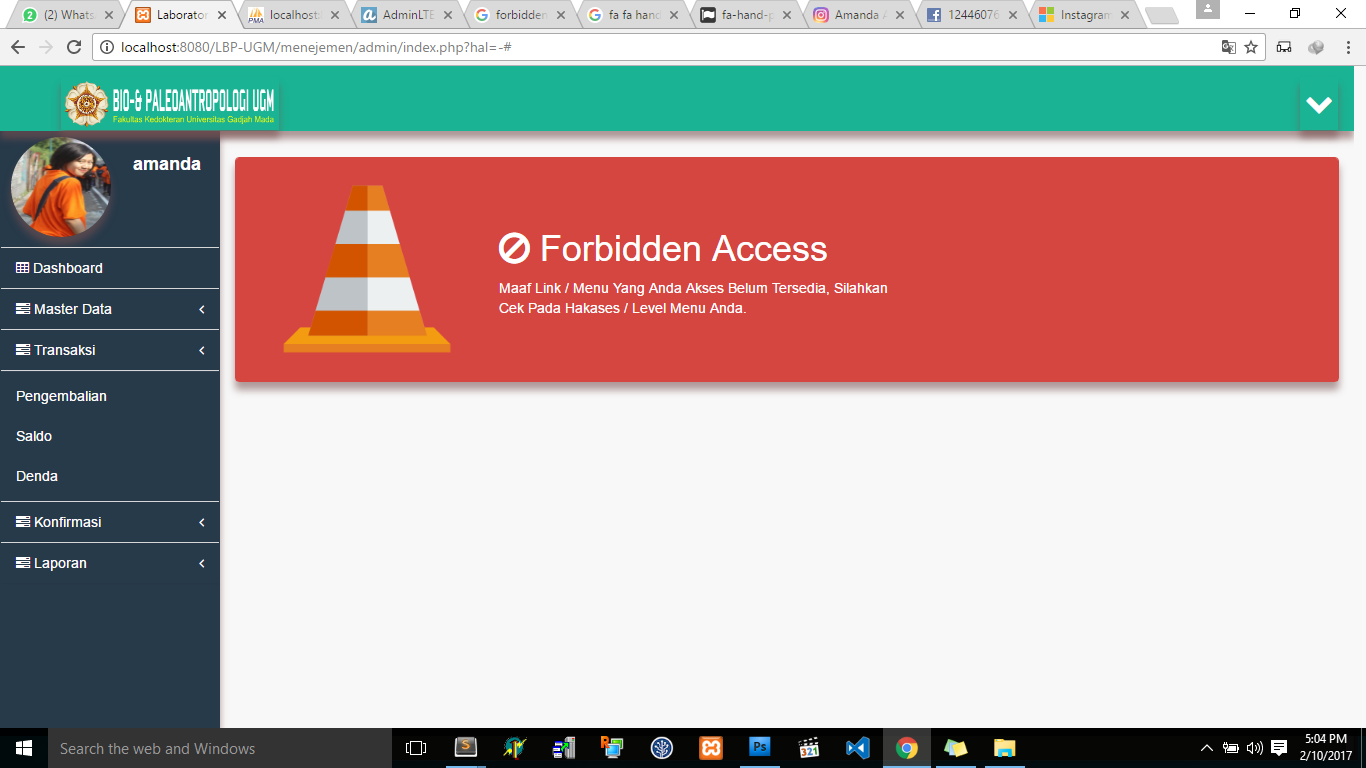 (2) Whats
Laborator
localhost:
AdminLTE
forbidden
fa fa hand
fa-hand-p
Amanda A
12446076
Instagram
localhost:8080/LBP-UGM/menejemen/admin/index.php?hal=-#
BIO-& PALEOANTROPOLOGI UGM
Fakultas Kedokteran Universitas Gadjah Mada
amanda
Dashboard
Master Data
Transaksi
Pengembalian
Saldo
Denda
Konfirmasi
Laporan
Forbidden Access
Maaf Link / Menu Yang Anda Akses Belum Tersedia, Silahkan
Cek Pada Hakases / Level Menu Anda.
Search the web and Windows
5:04 PM
2/10/2017